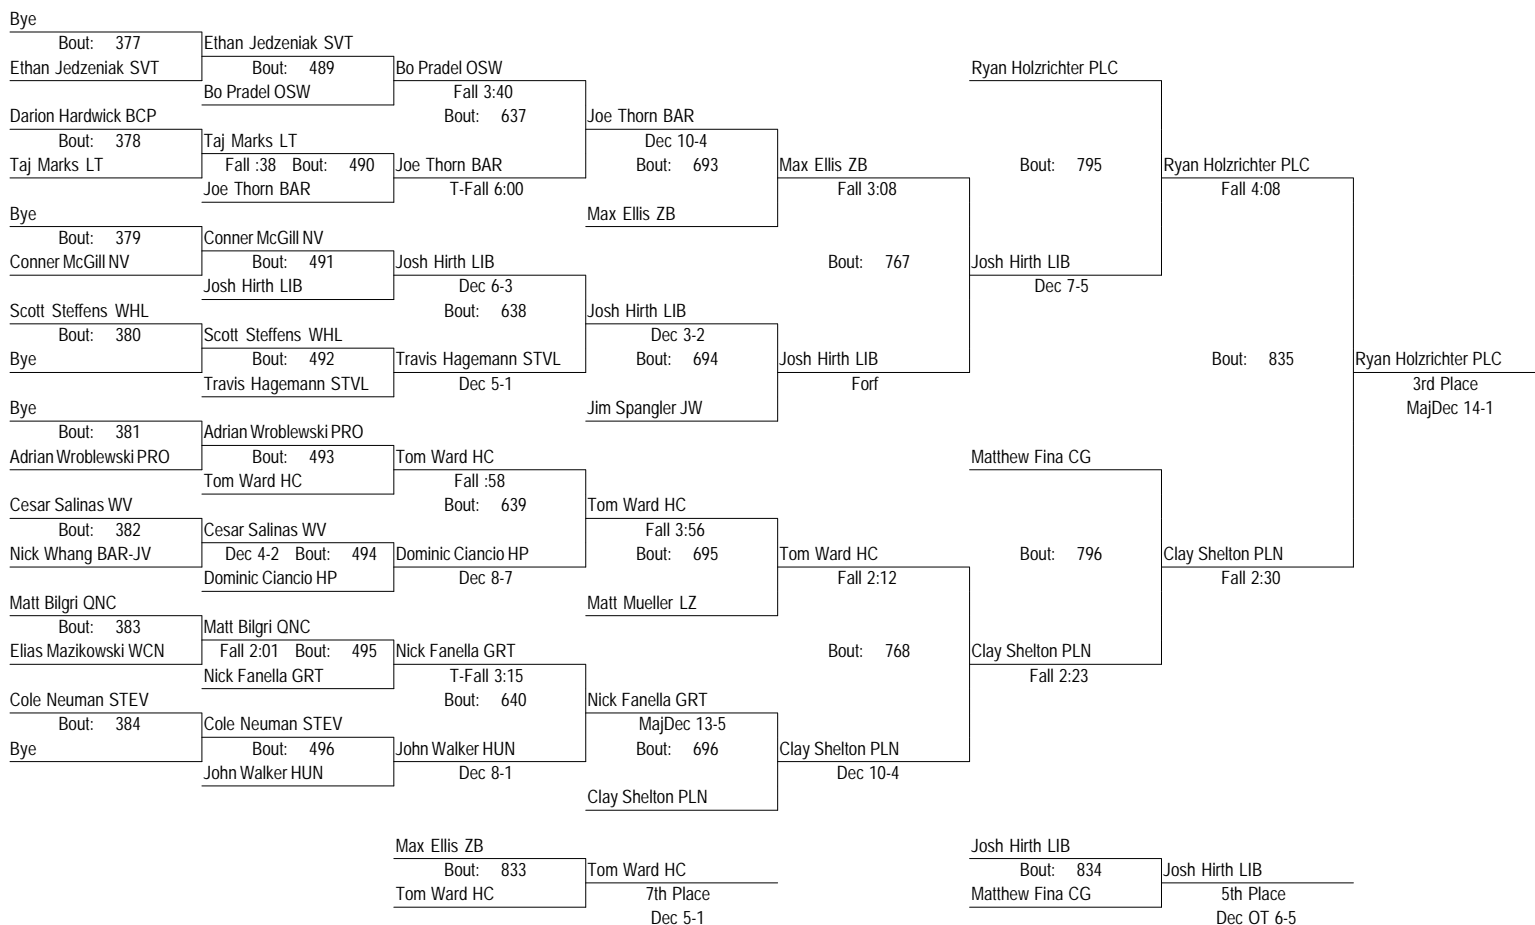 Bye
Bout: 377 Ethan Jedzeniak SVT
Ethan Jedzeniak SVT Bout: 489 Bo Pradel OSW Ryan Holzrichter PLC
Bo Pradel OSW Fall 3:40
Darion Hardwick BCP Bout: 637 Joe Thorn BAR
Bout: 378 Taj Marks LT Dec 10-4
Taj Marks LT Fall :38 Bout: 490 Joe Thorn BAR Bout: 693 Max Ellis ZB Bout: 795 Ryan Holzrichter PLC
Joe Thorn BAR T-Fall 6:00 Fall 3:08 Fall 4:08
Bye Max Ellis ZB
Bout: 379 Conner McGill NV
Conner McGill NV Bout: 491 Josh Hirth LIB Bout: 767 Josh Hirth LIB
Josh Hirth LIB Dec 6-3 Dec 7-5
Scott Steffens WHL Bout: 638 Josh Hirth LIB
Bout: 380 Scott Steffens WHL Dec 3-2
Bye Bout: 492 Travis Hagemann STVL Bout: 694 Josh Hirth LIB Bout: 835 Ryan Holzrichter PLC
Travis Hagemann STVL Dec 5-1 Forf 3rd Place
Bye Jim Spangler JW MajDec 14-1
Bout: 381 Adrian Wroblewski PRO
Adrian Wroblewski PRO Bout: 493 Tom Ward HC Matthew Fina CG
Tom Ward HC Fall :58
Cesar Salinas WV Bout: 639 Tom Ward HC
Bout: 382 Cesar Salinas WV Fall 3:56
Nick Whang BAR-JV Dec 4-2 Bout: 494 Dominic Ciancio HP Bout: 695 Tom Ward HC Bout: 796 Clay Shelton PLN
Dominic Ciancio HP Dec 8-7 Fall 2:12 Fall 2:30
Matt Bilgri QNC Matt Mueller LZ
Bout: 383 Matt Bilgri QNC
Elias Mazikowski WCN Fall 2:01 Bout: 495 Nick Fanella GRT Bout: 768 Clay Shelton PLN
Nick Fanella GRT T-Fall 3:15 Fall 2:23
Cole Neuman STEV Bout: 640 Nick Fanella GRT
Bout: 384 Cole Neuman STEV MajDec 13-5
Bye Bout: 496 John Walker HUN Bout: 696 Clay Shelton PLN
John Walker HUN Dec 8-1 Dec 10-4
Clay Shelton PLN
Max Ellis ZB Josh Hirth LIB
Bout: 833 Tom Ward HC Bout: 834 Josh Hirth LIB
Tom Ward HC 7th Place Matthew Fina CG 5th Place
Dec 5-1 Dec OT 6-5